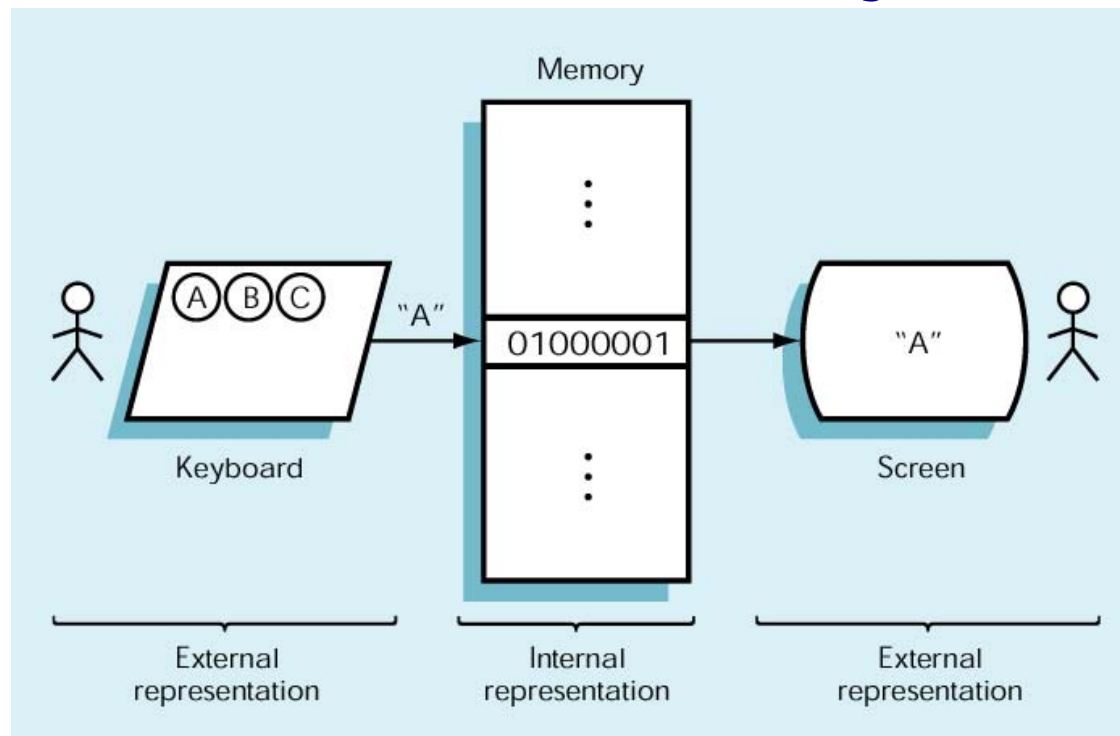 Memory
⋮
A B C
"A"
01000001
"A"
Keyboard
⋮
Screen
External
representation
Internal
representation
External
representation